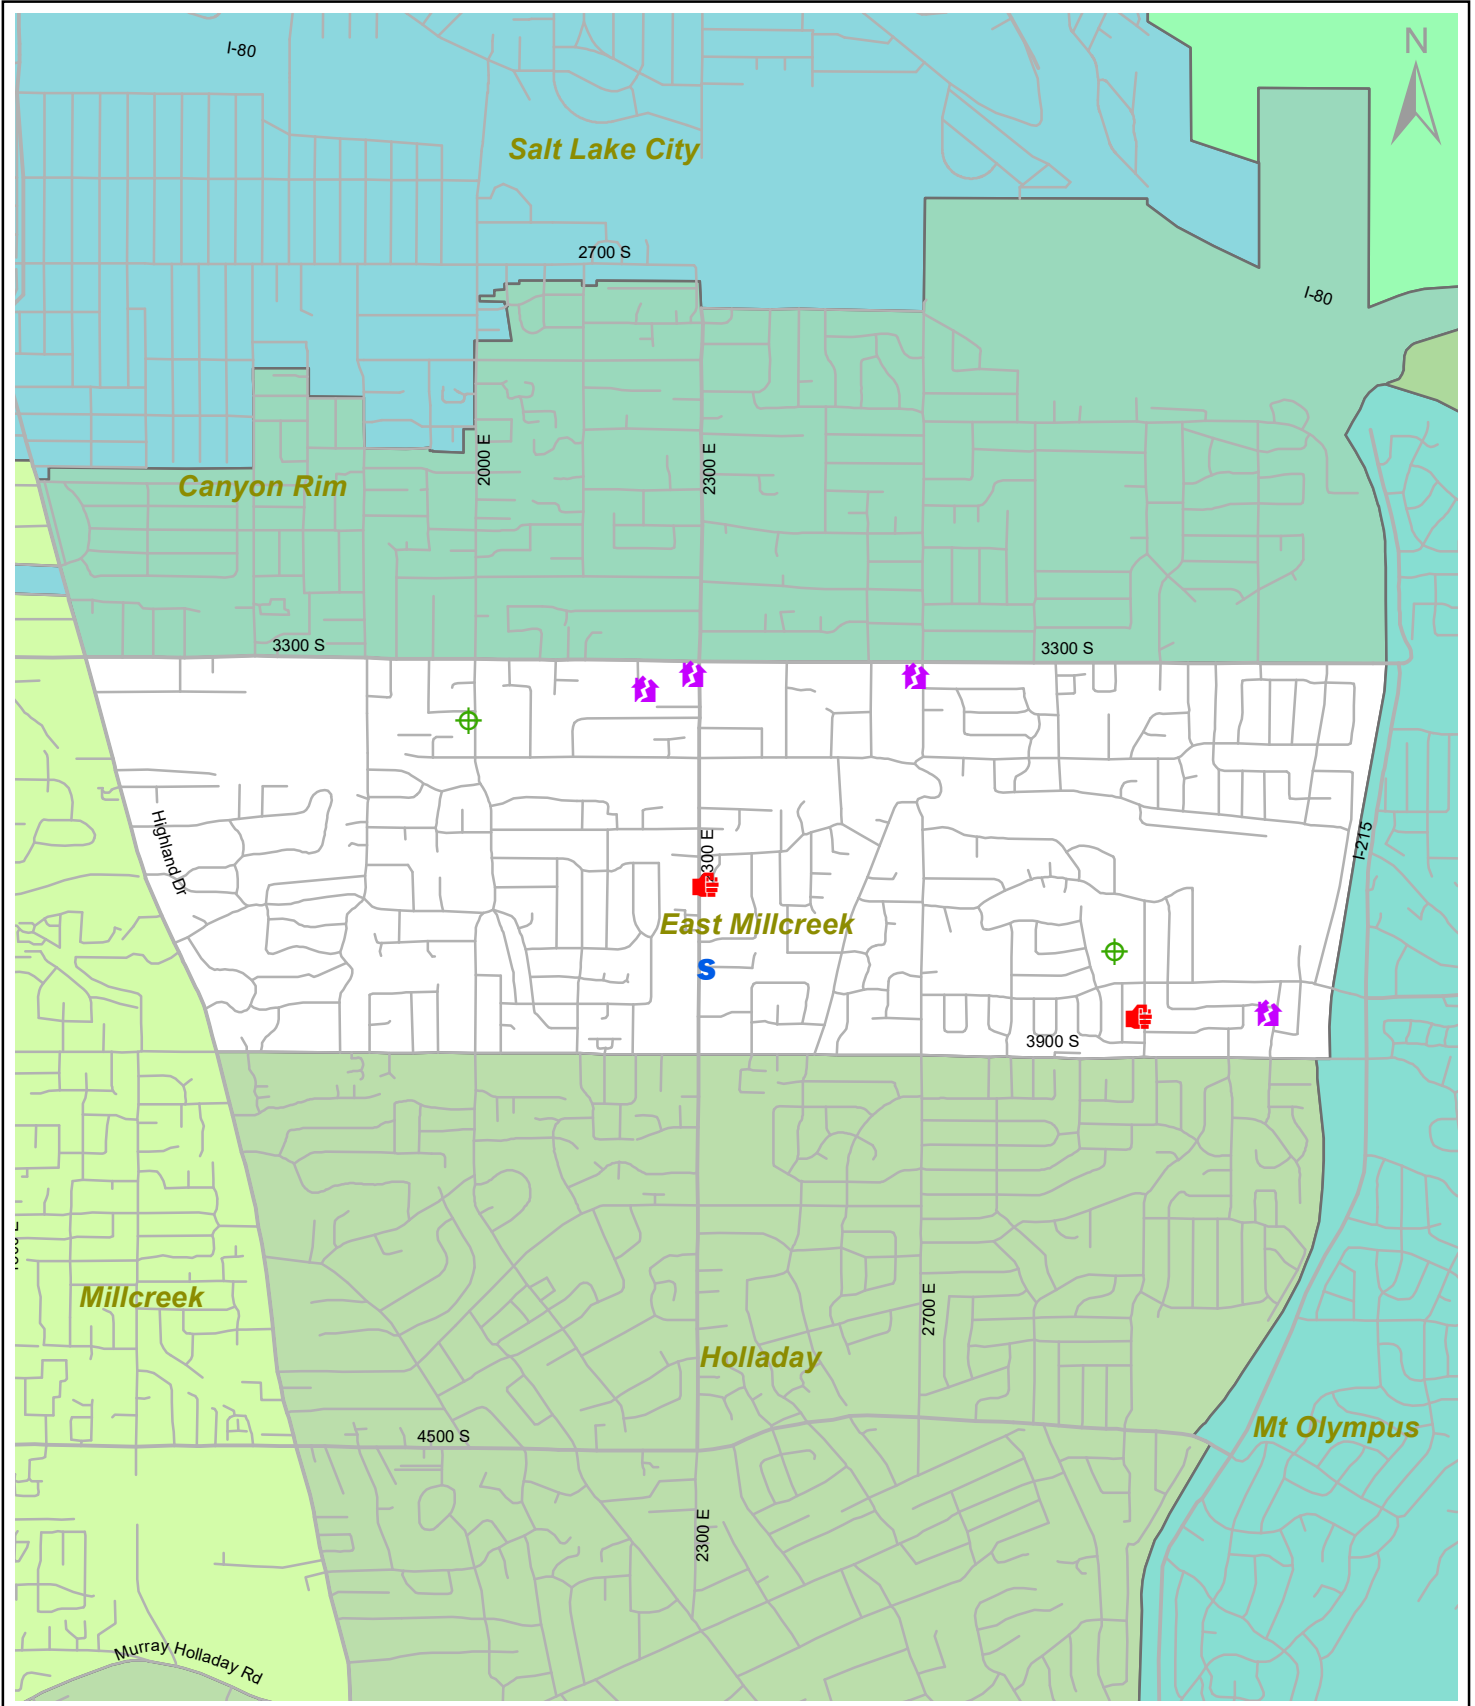 I-80
N
Salt Lake City
2700 S
I-80
2000 E
2300 E
Canyon Rim
3300 S
3300 S
Highland Dr
2300 E
I-215
East Millcreek
S
3900 S
Millcreek
2700 E
Holladay
Mt Olympus
4500 S
2300 E
Murray Holladay Rd